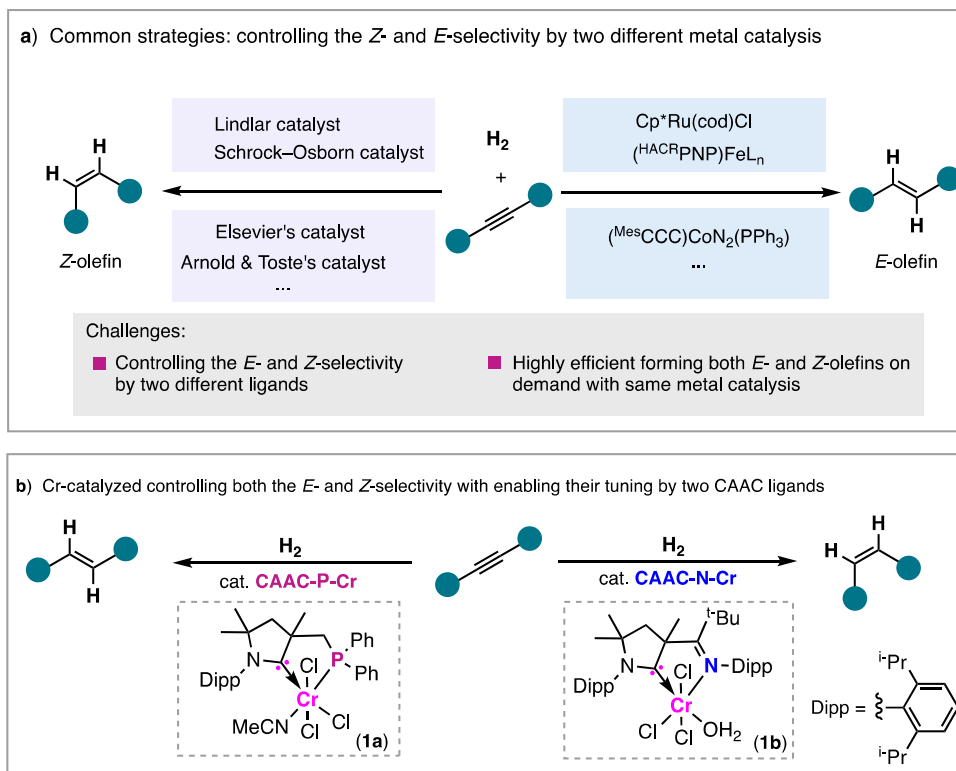 a) Common strategies: controlling the Z- and E-selectivity by two different metal catalysis
Lindlar catalyst
Schrock–Osborn catalyst
H2
+
Cp*Ru(cod)Cl
(HACRPNP)FeLn
H
H
Z-olefin
Elsevier's catalyst
Arnold & Toste's catalyst
...
(MesCCC)CoN2(PPh3)
...
H
H
E-olefin
Challenges:
Controlling the E- and Z-selectivity
by two different ligands
Highly efficient forming both E- and Z-olefins on
demand with same metal catalysis
b) Cr-catalyzed controlling both the E- and Z-selectivity with enabling their tuning by two CAAC ligands
H
H
H2
cat. CAAC-P-Cr
H2
cat. CAAC-N-Cr
H
H
N
Dipp
P
Ph
Ph
Cl
Cr
MeCN
Cl
Cl
(1a)
t-Bu
N
Dipp
N-Dipp
Cl
Cr
Cl
Cl
OH2
(1b)
Dipp =
i-Pr
i-Pr